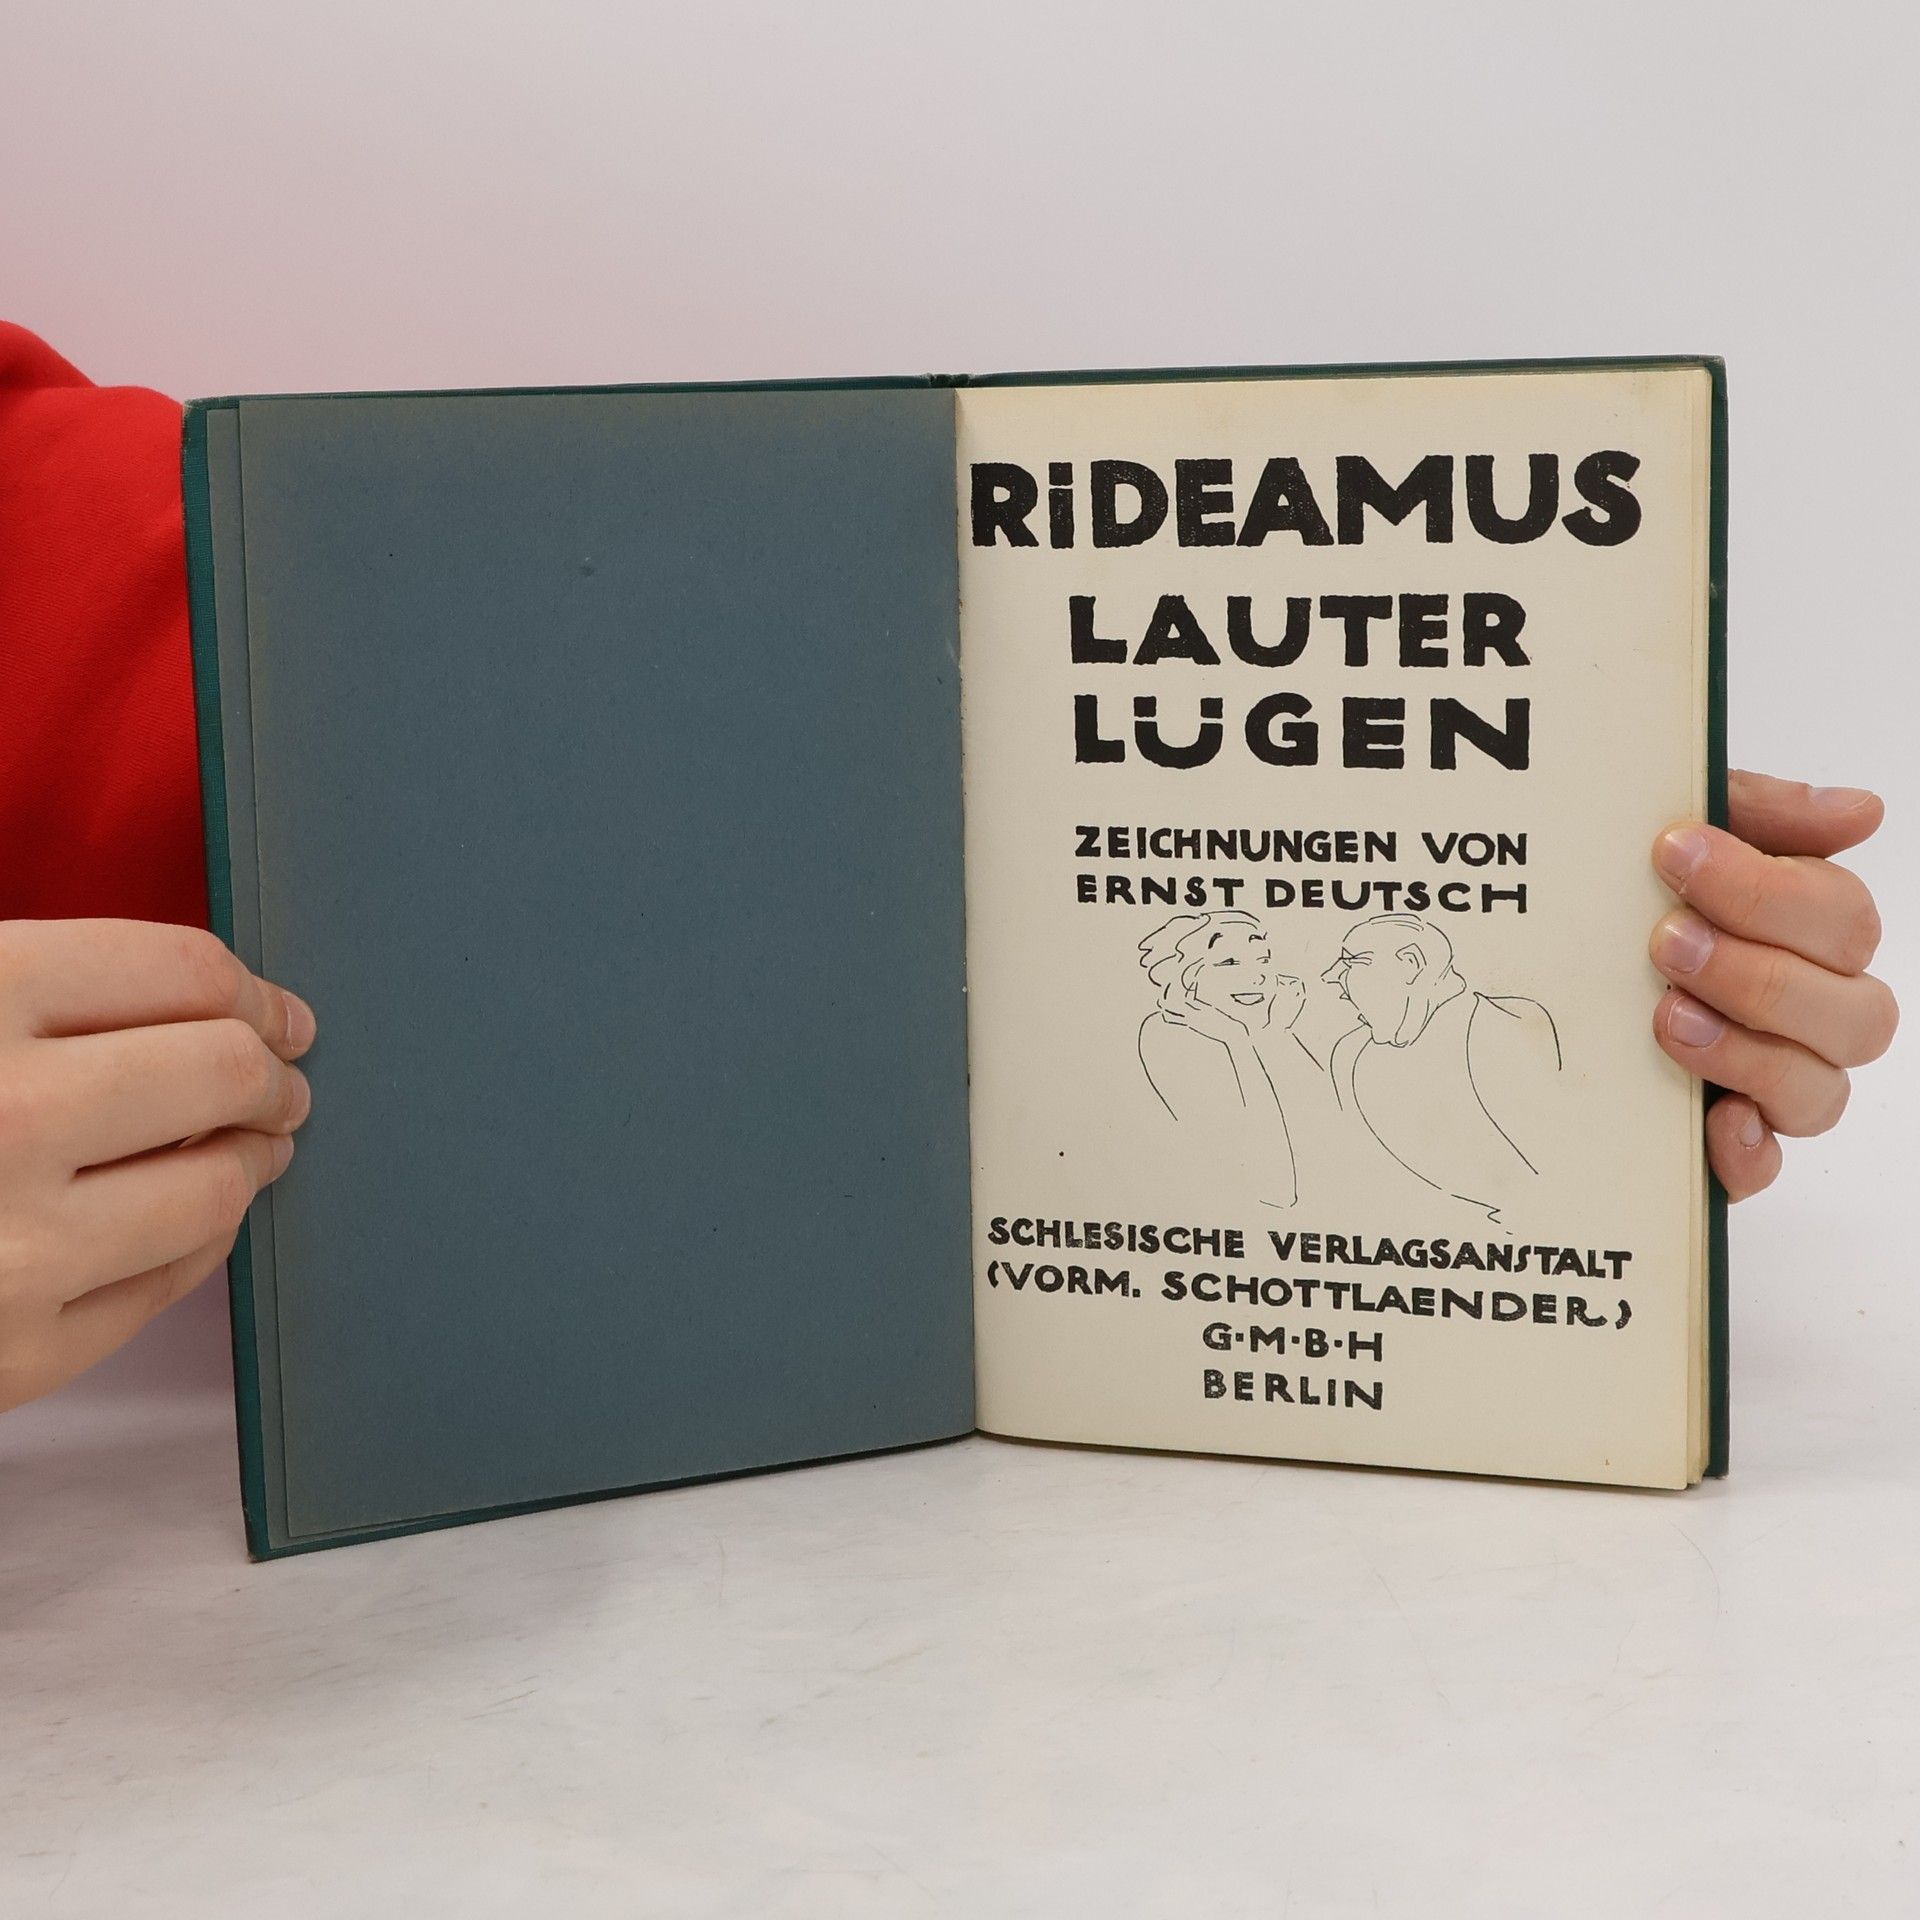 RiDEAMUS
LAUTER
LÜGEN
ZEICHNUNGEN VON
ERNST DEUTSCH
SCHLESISCHE VERLAGSANSTALT
(VORM. SCHOTTLAENDER)
G·M·B·H
BERLIN